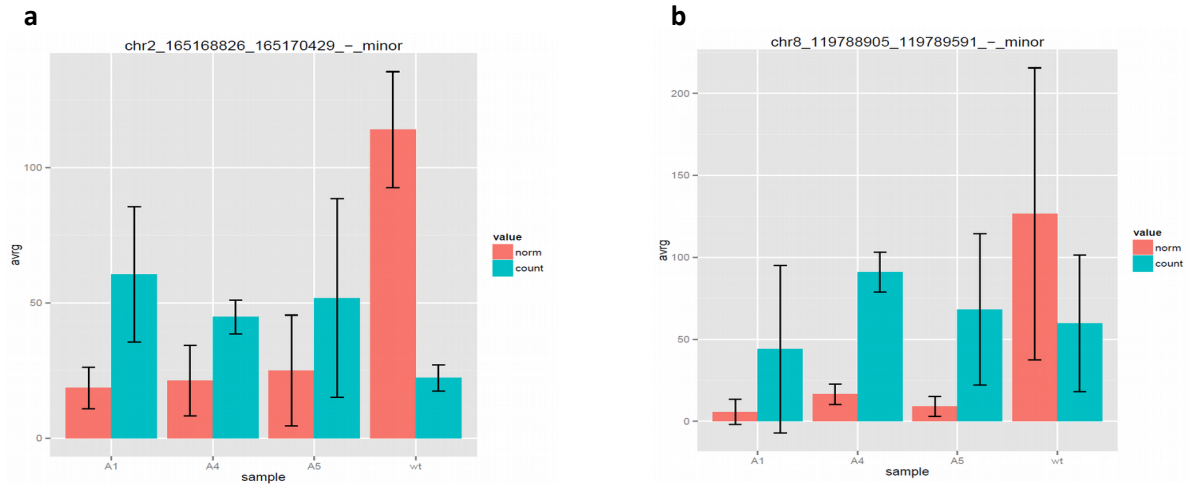 a
chr2_165168826_165170429_-_minor
avrg
100
50
0
A1 A4 A5 wt
sample
value
norm
count
b
chr8_119788905_119789591_-_minor
avrg
200
150
100
50
0
A1 A4 A5 wt
sample
value
norm
count